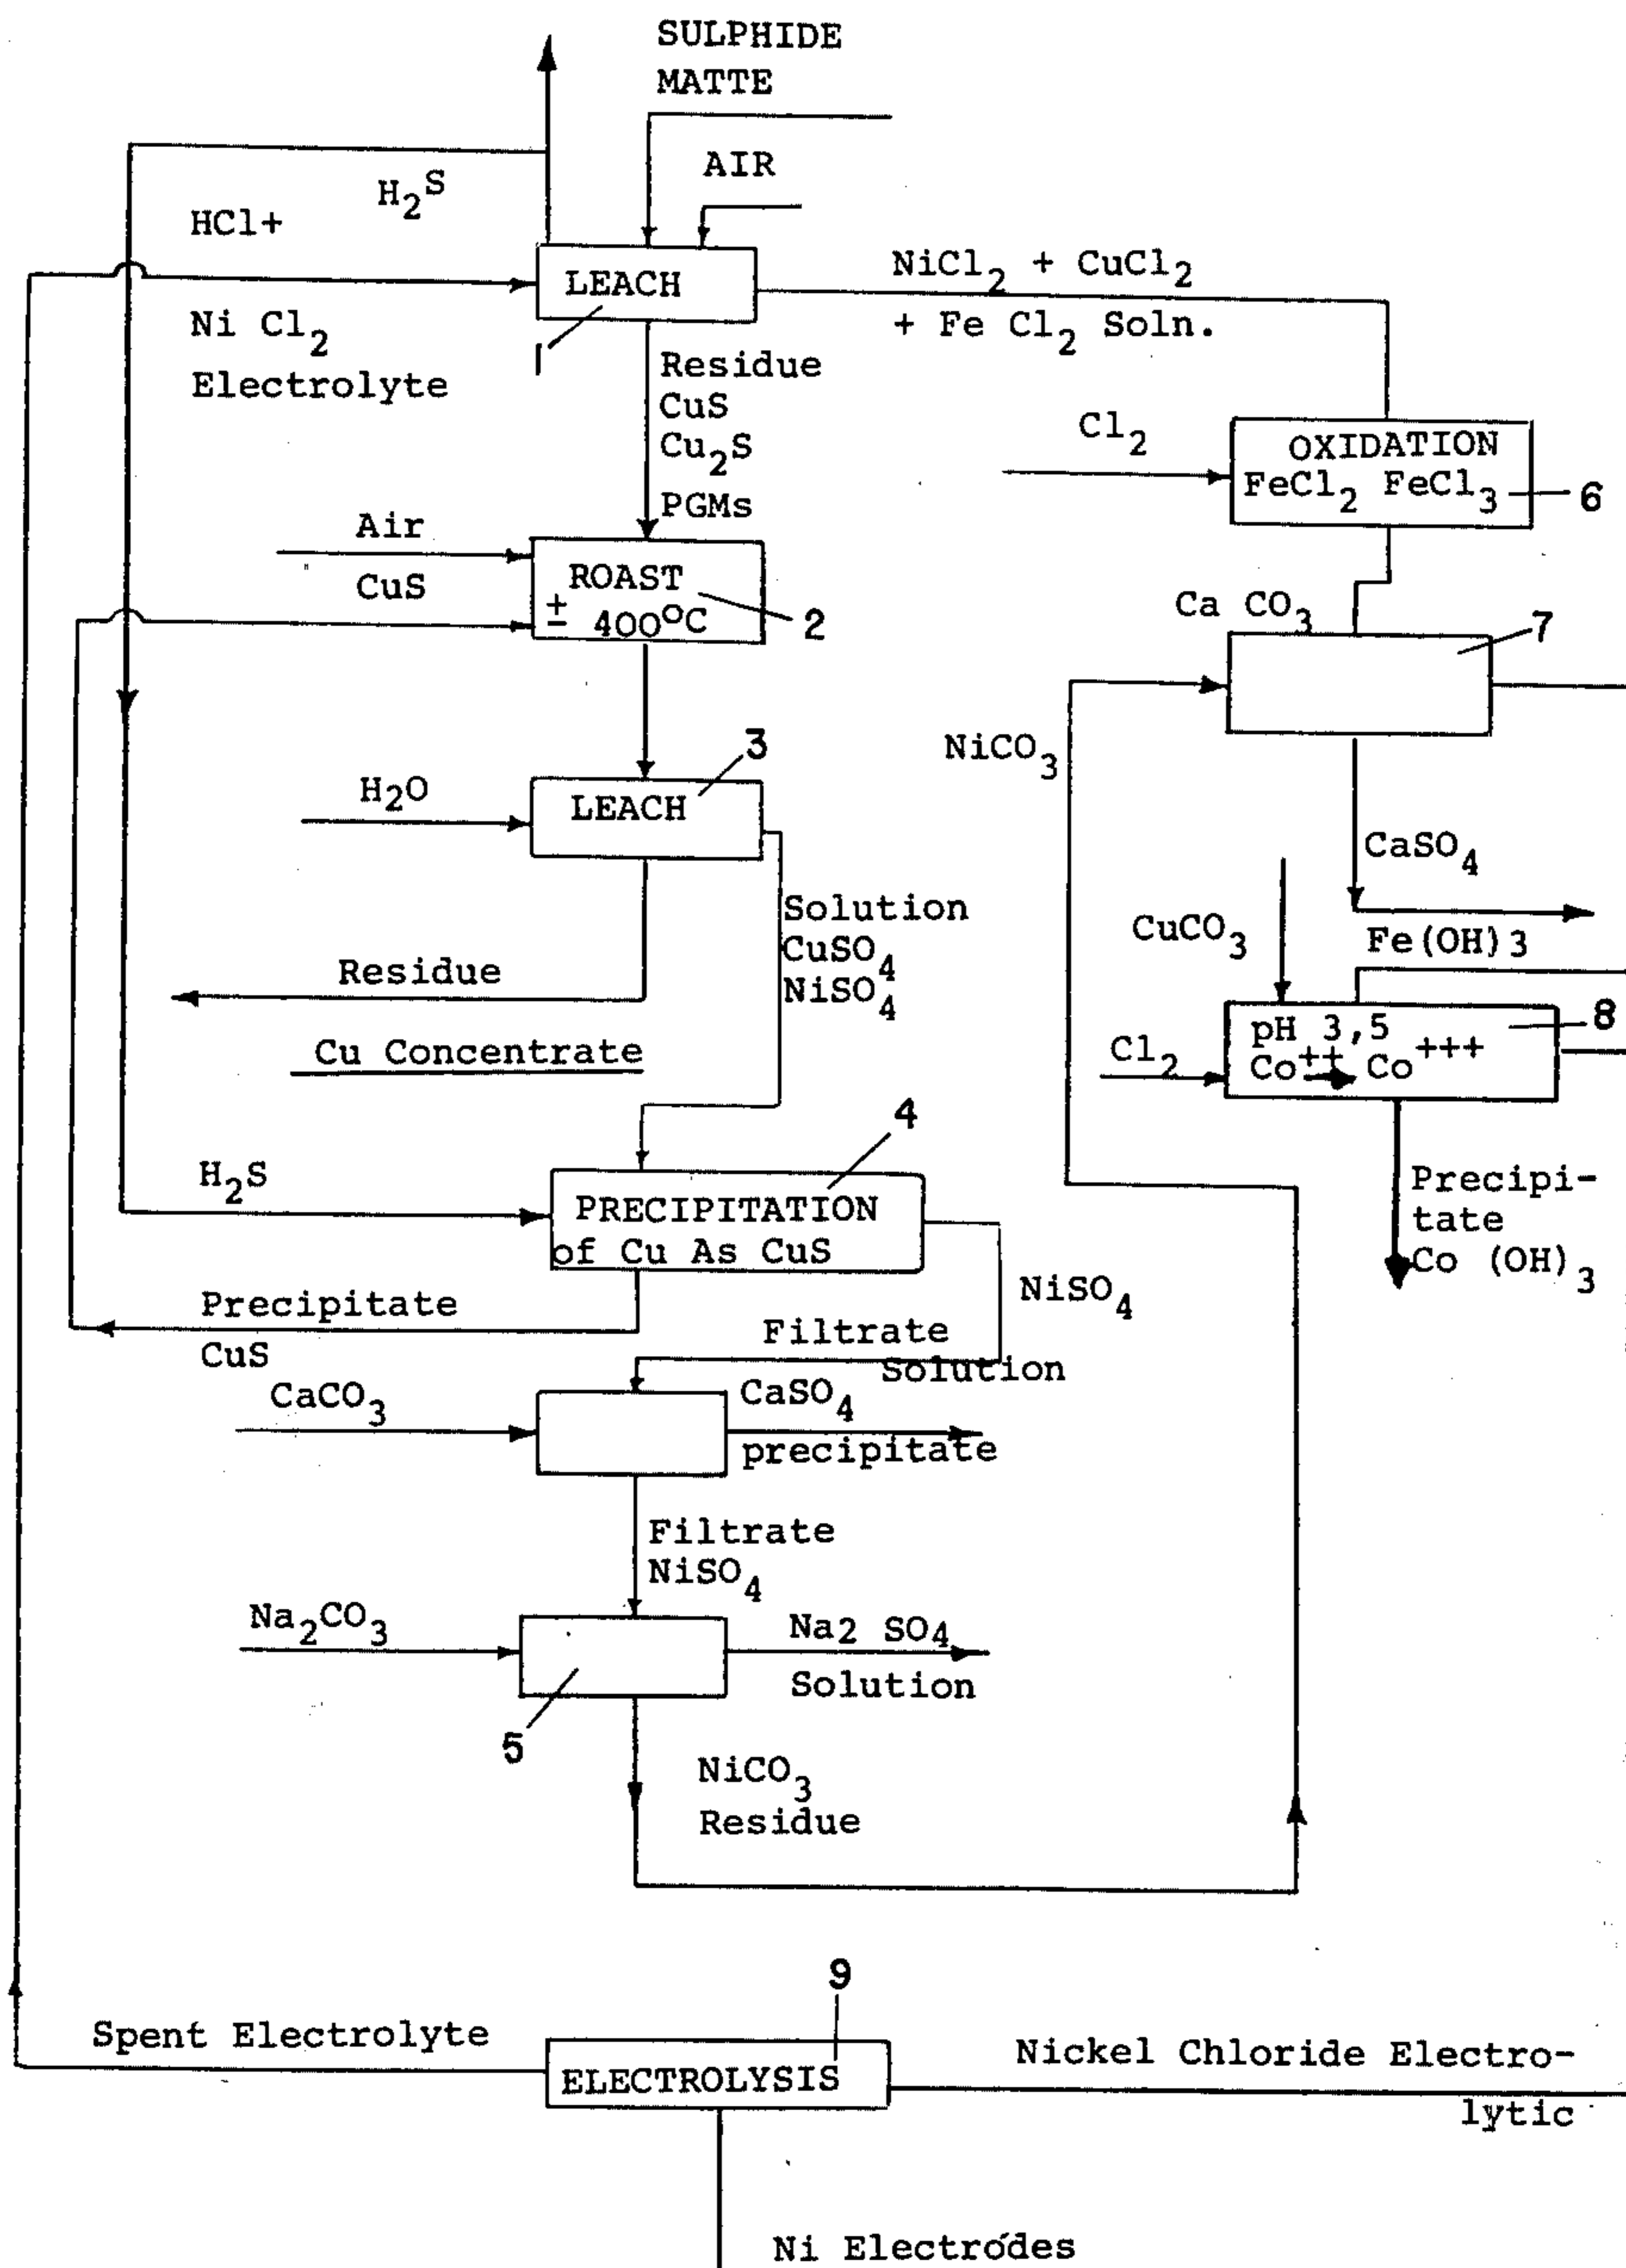 SULPHIDE
MATTE
AIR
H₂S
HCl+
LEACH
NiCl₂ + CuCl₂
+ Fe Cl₂ Soln.
Ni Cl₂
Electrolyte
1
Residue
CuS
Cu₂S
PGMs
Cl₂
OXIDATION
FeCl₂ FeCl₃
6
Air
CuS
ROAST
± 400ºC
2
Ca CO₃
7
NiCO₃
3
H₂O
LEACH
CaSO₄
Solution
CuSO₄
NiSO₄
CuCO₃
Fe(OH)₃
Residue
Cu Concentrate
pH 3,5
Co⁺⁺ → Co⁺⁺⁺
8
Cl₂
4
H₂S
PRECIPITATION
of Cu As CuS
Precipi-
tate
Co (OH)₃
NiSO₄
Precipitate
CuS
Filtrate
Solution
CaCO₃
CaSO₄
precipitate
Filtrate
NiSO₄
Na₂CO₃
Na2 SO4
Solution
5
NiCO₃
Residue
9
Spent Electrolyte
ELECTROLYSIS
Nickel Chloride Electro-
lytic
Ni Electrodes